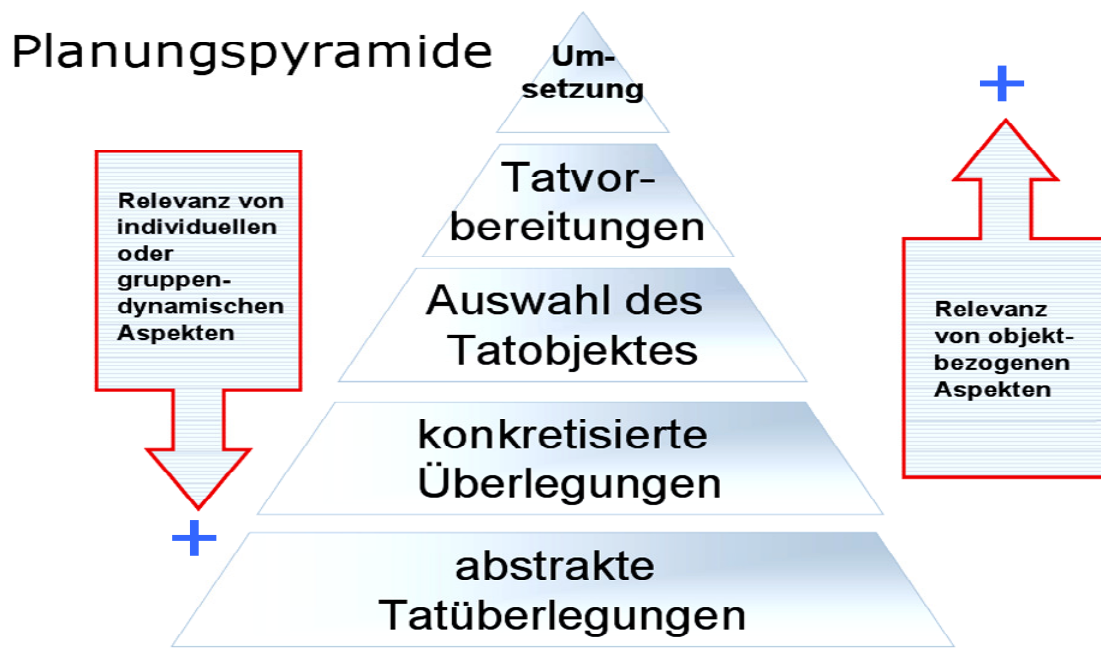 Planungspyramide
Um-
setzung
Tatvor-
bereitungen
Auswahl des
Tatobjektes
konkretisierte
Überlegungen
abstrakte
Tatüberlegungen
Relevanz von
individuellen
oder
gruppen-
dynamischen
Aspekten
+
+
Relevanz
von objekt-
bezogenen
Aspekten